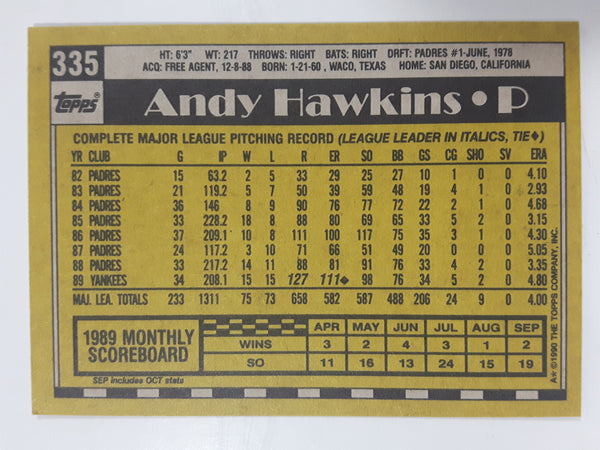 335
HT: 6'3" WT: 217 THROWS: RIGHT BATS: RIGHT DRFT: PADRES #1-JUNE, 1978
ACQ: FREE AGENT, 12-8-88 BORN: 1-21-60 , WACO, TEXAS HOME: SAN DIEGO, CALIFORNIA
Topps
Andy Hawkins • P
COMPLETE MAJOR LEAGUE PITCHING RECORD (LEAGUE LEADER IN ITALICS, TIE♦)
YR CLUB G IP W L R ER SO BB GS CG SHO SV ERA
82 PADRES 15 63.2 2 5 33 29 25 27 10 1 0 0 4.10
83 PADRES 21 119.2 5 7 50 39 59 48 19 4 1 0 2.93
84 PADRES 36 146 8 9 90 76 77 72 22 2 1 0 4.68
85 PADRES 33 228.2 18 8 88 80 69 65 33 5 2 0 3.15
86 PADRES 37 209.1 10 8 111 100 117 75 35 3 1 0 4.30
87 PADRES 24 117.2 3 10 71 66 51 49 20 0 0 0 5.05
88 PADRES 33 217.2 14 11 88 81 91 76 33 4 2 0 3.35
89 YANKEES 34 208.1 15 15 127 111♦ 98 76 34 5 2 0 4.80
MAJ. LEA. TOTALS 233 1311 75 73 658 582 587 488 206 24 9 0 4.00
1989 MONTHLY
SCOREBOARD
APR MAY JUN JUL AUG SEP
WINS 3 2 4 3 1 2
SO 11 16 13 24 15 19
SEP includes OCT stats
A★ ©1990 THE TOPPS COMPANY, INC.